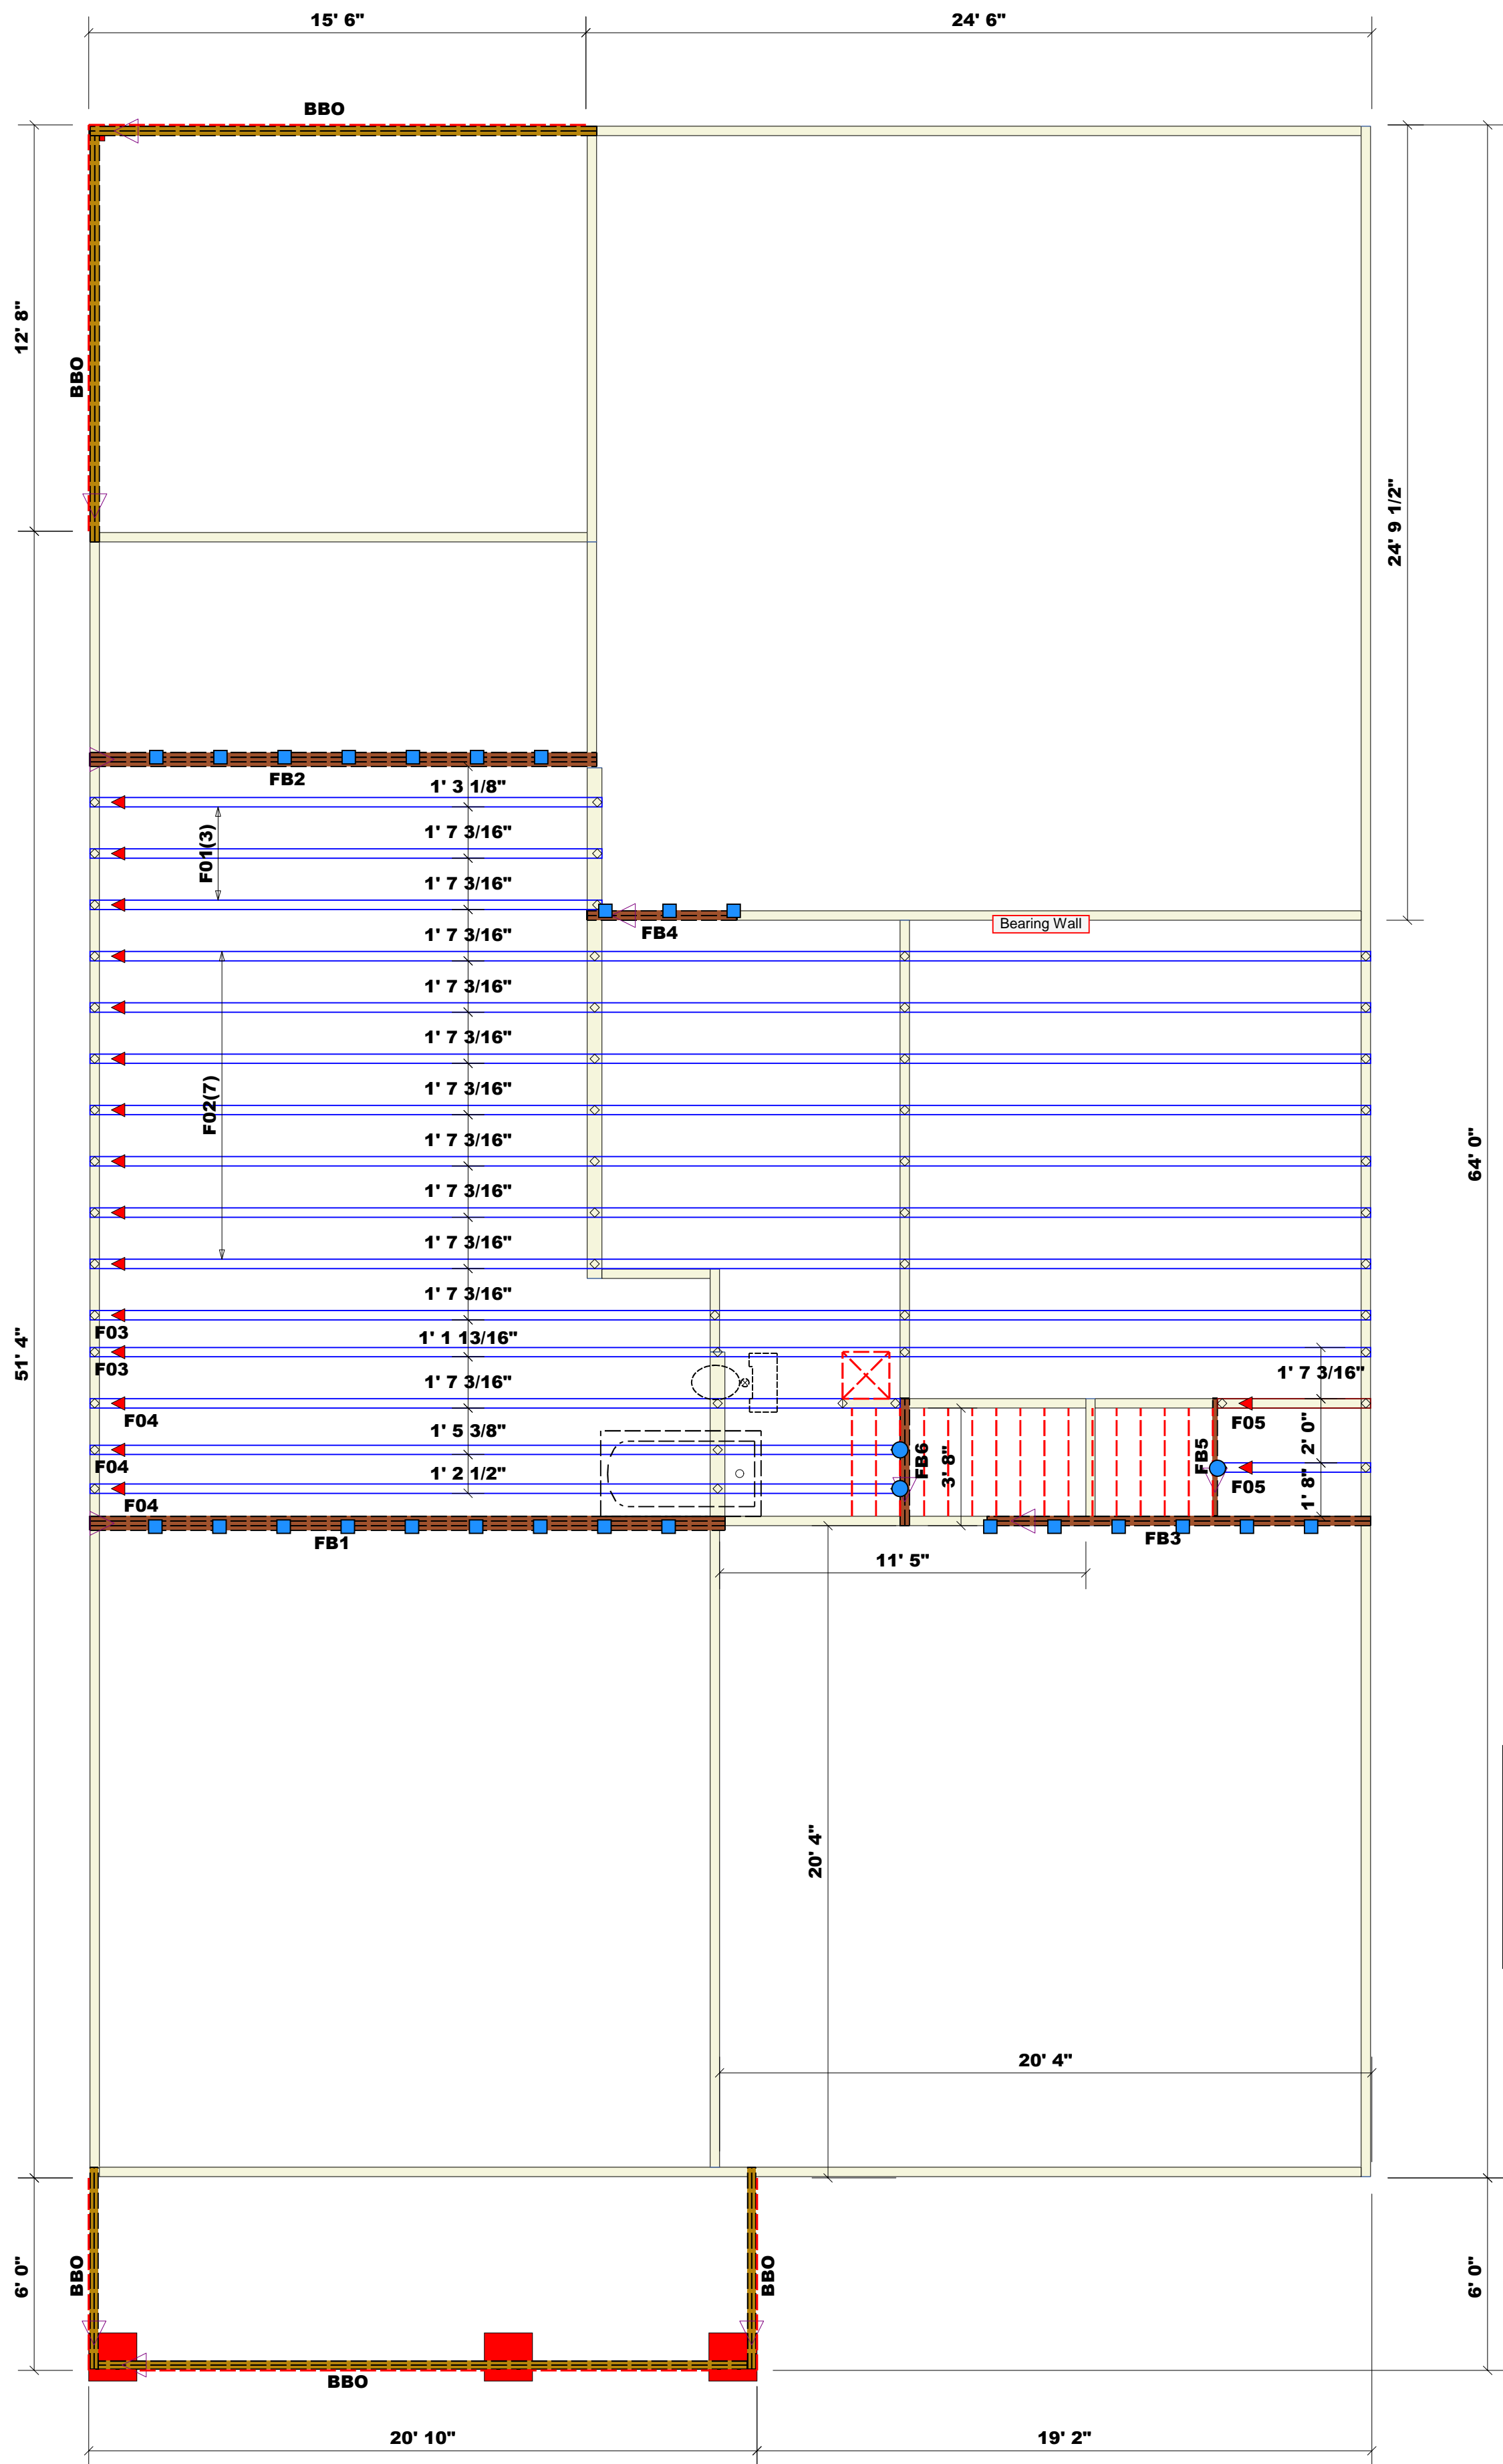 15' 6"
24' 6"
BBO
12' 8"
BBO
24' 9 1/2"
FB2
1' 3 1/8"
F01(3)
1' 7 3/16"
1' 7 3/16"
Bearing Wall
FB4
1' 7 3/16"
1' 7 3/16"
1' 7 3/16"
F02(7)
1' 7 3/16"
64' 0"
1' 7 3/16"
1' 7 3/16"
1' 7 3/16"
1' 7 3/16"
F03
1' 1 13/16"
51' 4"
F03
1' 7 3/16"
1' 7 3/16"
F04
F05
1' 5 3/8"
2' 0"
FB5
FB6
3' 8"
F04
1' 2 1/2"
F05
1' 8"
F04
FB1
FB3
11' 5"
20' 4"
20' 4"
6' 0"
BBO
BBO
6' 0"
BBO
20' 10"
19' 2"